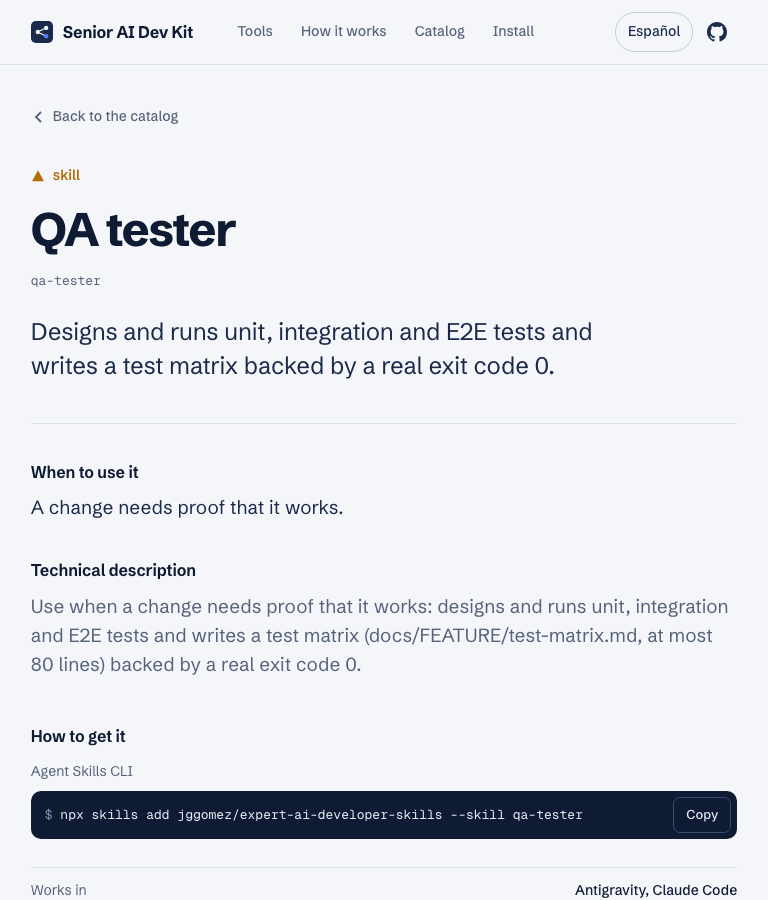 Senior AI Dev Kit
Tools
How it works
Catalog
Install
Español
Back to the catalog
skill
QA tester
qa-tester
Designs and runs unit, integration and E2E tests and
writes a test matrix backed by a real exit code 0.
When to use it
A change needs proof that it works.
Technical description
Use when a change needs proof that it works: designs and runs unit, integration
and E2E tests and writes a test matrix (docs/FEATURE/test-matrix.md, at most
80 lines) backed by a real exit code 0.
How to get it
Agent Skills CLI
$ npx skills add jggomez/expert-ai-developer-skills --skill qa-tester
Copy
Works in
Antigravity, Claude Code